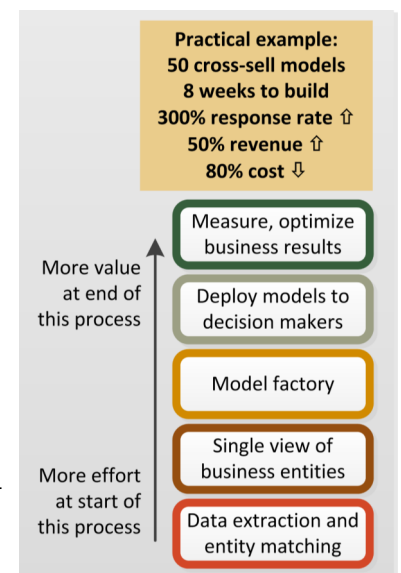 Practical example:
50 cross-sell models
8 weeks to build
300% response rate ⇧
50% revenue ⇧
80% cost ⇩
Measure, optimize
business results
More value
at end of
this process
Deploy models to
decision makers
Model factory
Single view of
business entities
More effort
at start of
this process
Data extraction and
entity matching